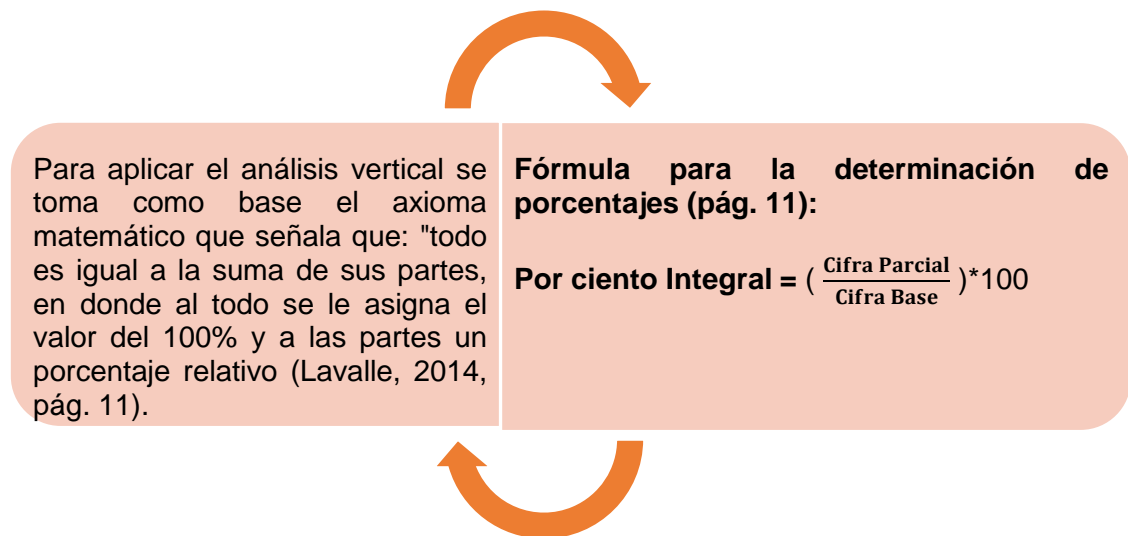 Para aplicar el análisis vertical se
toma como base el axioma
matemático que señala que: "todo
es igual a la suma de sus partes,
en donde al todo se le asigna el
valor del 100% y a las partes un
porcentaje relativo (Lavalle, 2014,
pág. 11).
Fórmula para la determinación de
porcentajes (pág. 11):
Por ciento Integral = ( Cifra Parcial / Cifra Base )*100